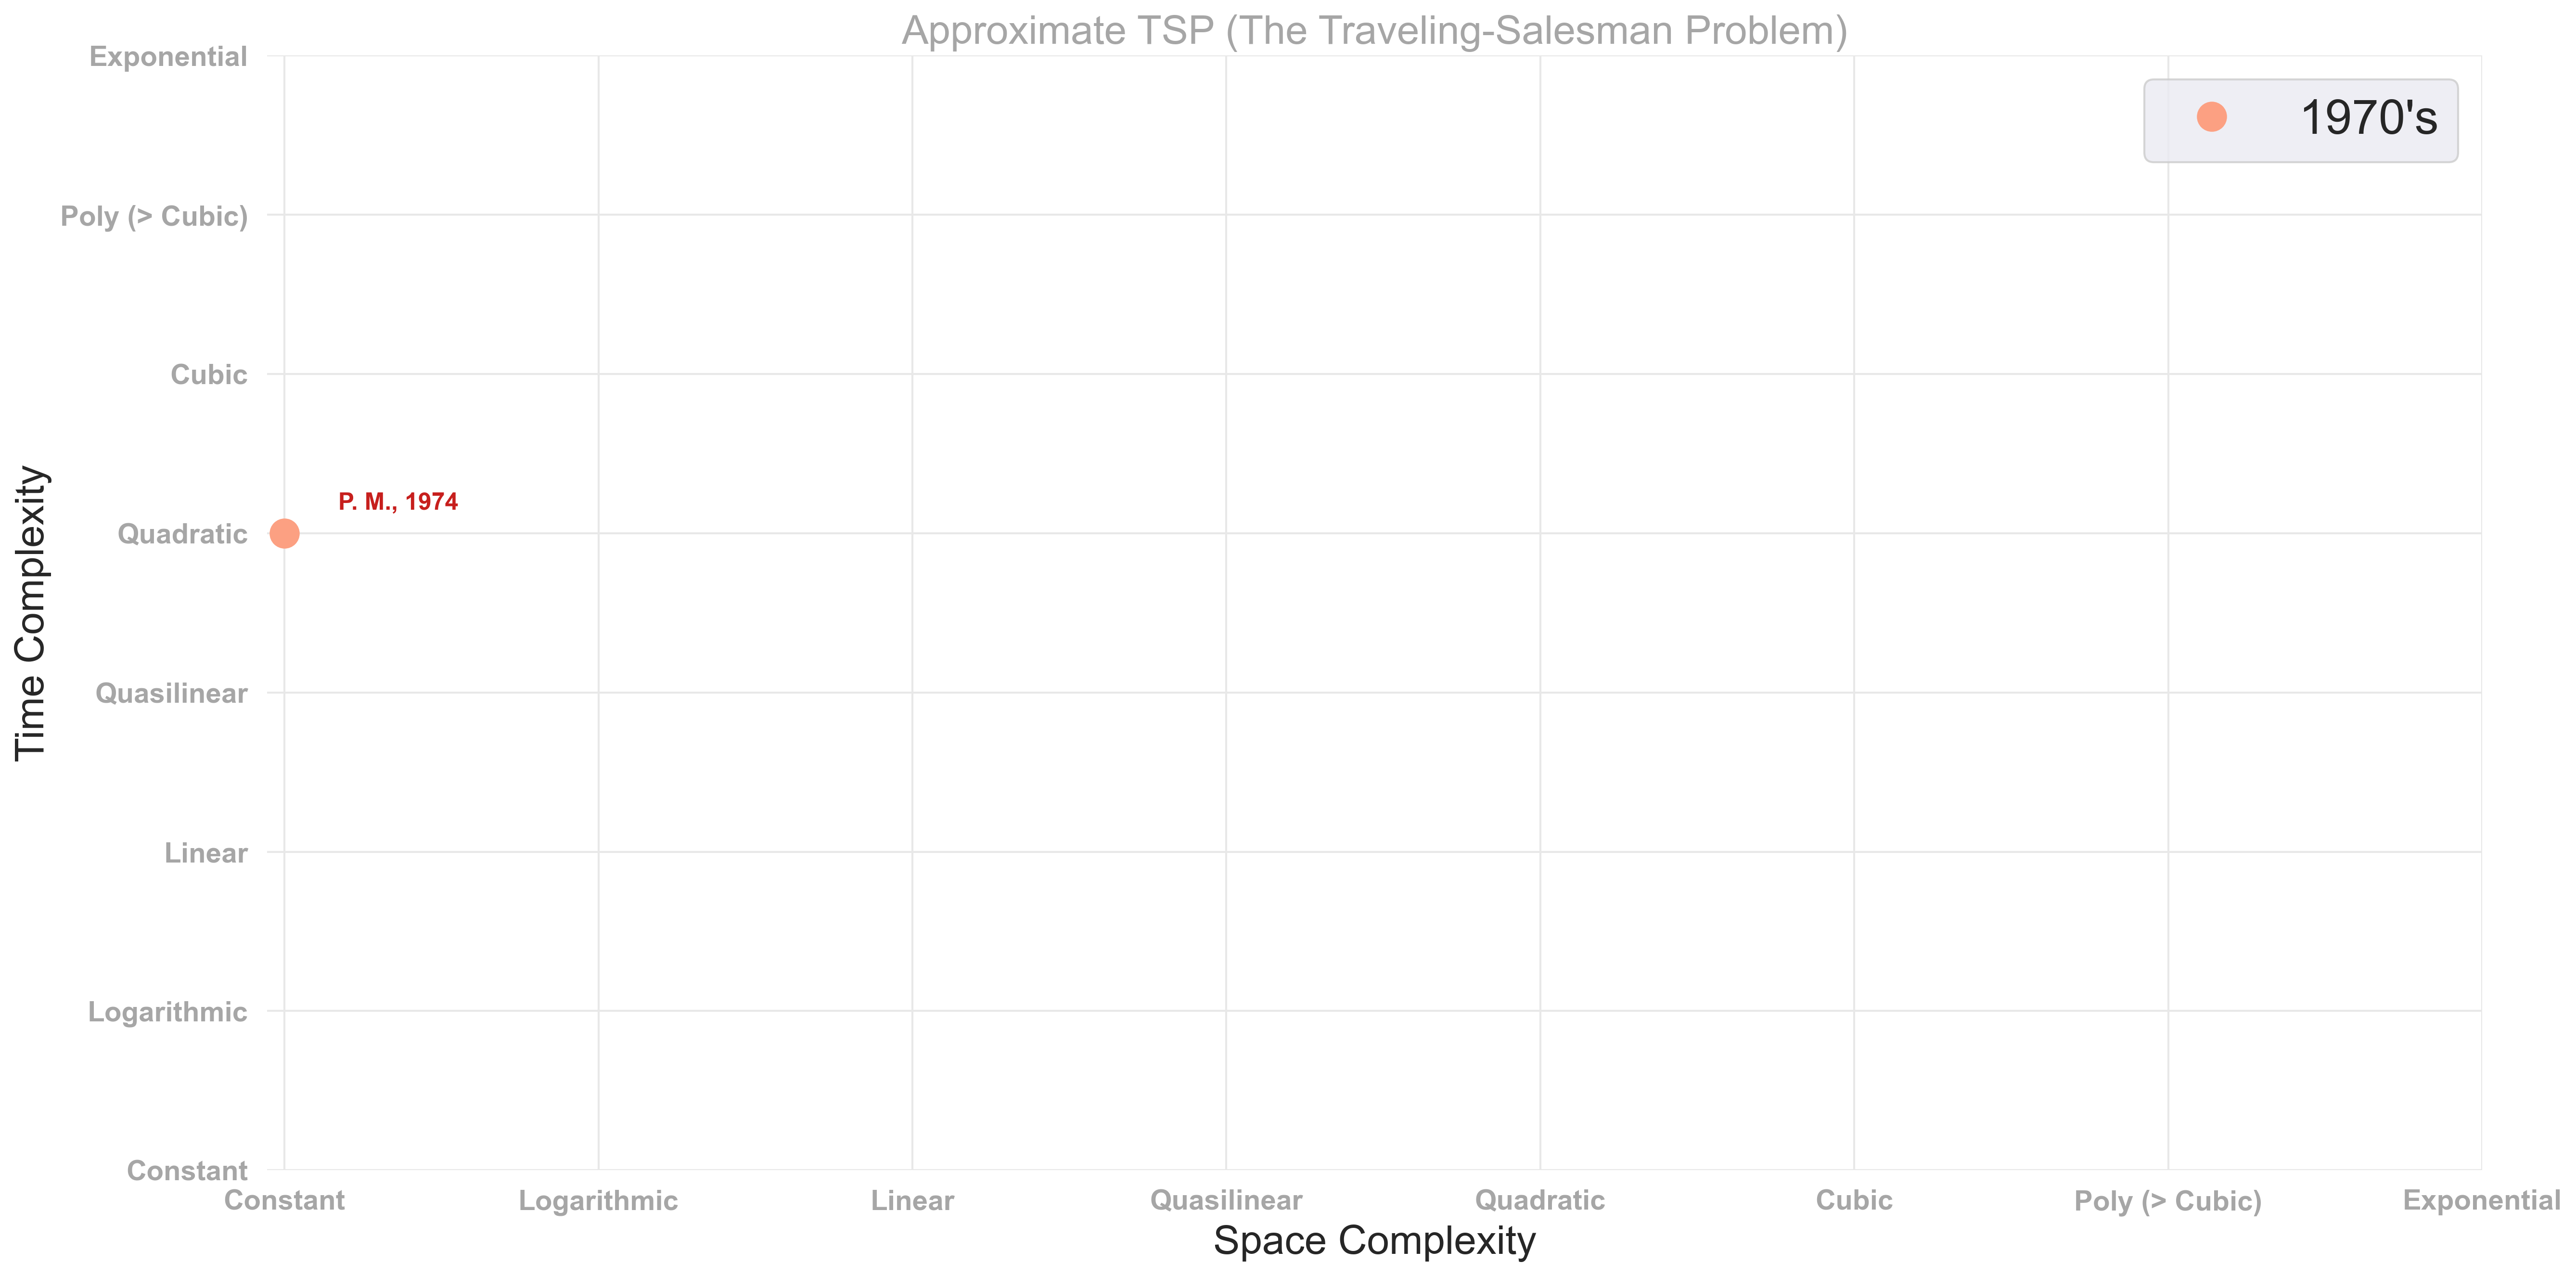 Approximate TSP (The Traveling-Salesman Problem)
1970's
Time Complexity
Exponential
Poly (> Cubic)
Cubic
Quadratic
Quasilinear
Linear
Logarithmic
Constant
P. M., 1974
Constant
Logarithmic
Linear
Quasilinear
Quadratic
Cubic
Poly (> Cubic)
Exponential
Space Complexity